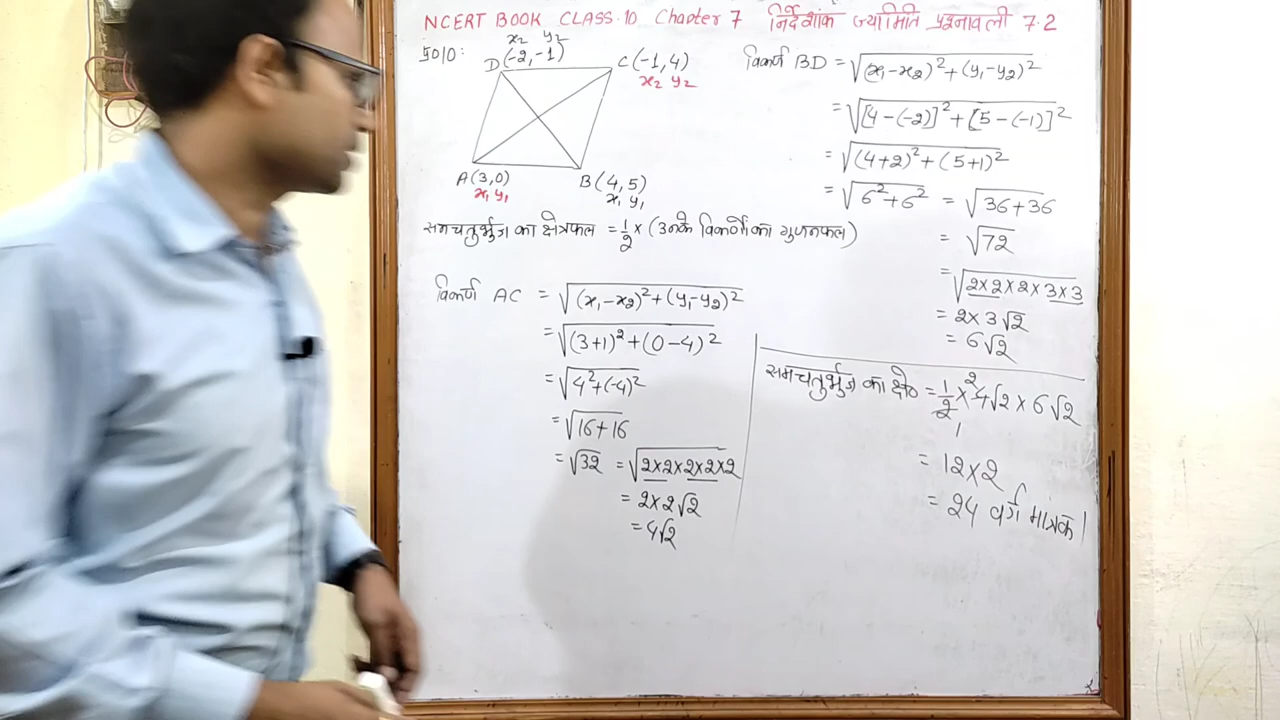 NCERT BOOK CLASS 10 Chapter 7 निर्देशांक ज्यामिति प्रश्नावली 7.2
प्र०10:
x₂ y₂
D(-2,-1)
C(-1,4)
x₂ y₂
A(3,0)
x₁ y₁
B(4,5)
x₁ y₁
समचतुर्भुज का क्षेत्रफल = 1/2 × (उनके विकर्णों का गुणनफल)
विकर्ण AC = √(x₁-x₂)²+(y₁-y₂)²
= √(3+1)²+(0-4)²
= √4²+(-4)²
= √16+16
= √32 = √2×2×2×2×2
= 2×2√2
= 4√2
विकर्ण BD = √(x₁-x₂)²+(y₁-y₂)²
= √[4-(-2)]²+[5-(-1)]²
= √(4+2)²+(5+1)²
= √6²+6² = √36+36
= √72
= √2×2×2×3×3
= 2×3√2
= 6√2
समचतुर्भुज का क्षे० = 1/2 × 4√2 × 6√2
2
1
= 12×2
= 24 वर्ग मात्रक।